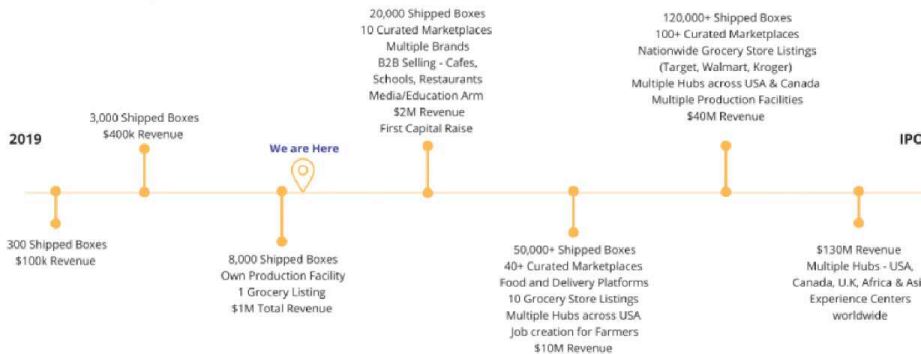 2019
300 Shipped Boxes
$100k Revenue
3,000 Shipped Boxes
$400k Revenue
8,000 Shipped Boxes
Own Production Facility
1 Grocery Listing
$1M Total Revenue
We are Here
20,000 Shipped Boxes
10 Curated Marketplaces
Multiple Brands
B2B Selling - Cafes,
Schools, Restaurants
Media/Education Arm
$2M Revenue
First Capital Raise
50,000+ Shipped Boxes
40+ Curated Marketplaces
Food and Delivery Platforms
10 Grocery Store Listings
Multiple Hubs across USA
Job creation for Farmers
$10M Revenue
120,000+ Shipped Boxes
100+ Curated Marketplaces
Nationwide Grocery Store Listings
(Target, Walmart, Kroger)
Multiple Hubs across USA & Canada
Multiple Production Facilities
$40M Revenue
$130M Revenue
Multiple Hubs - USA,
Canada, U.K, Africa & Asi
Experience Centers
worldwide
IPO